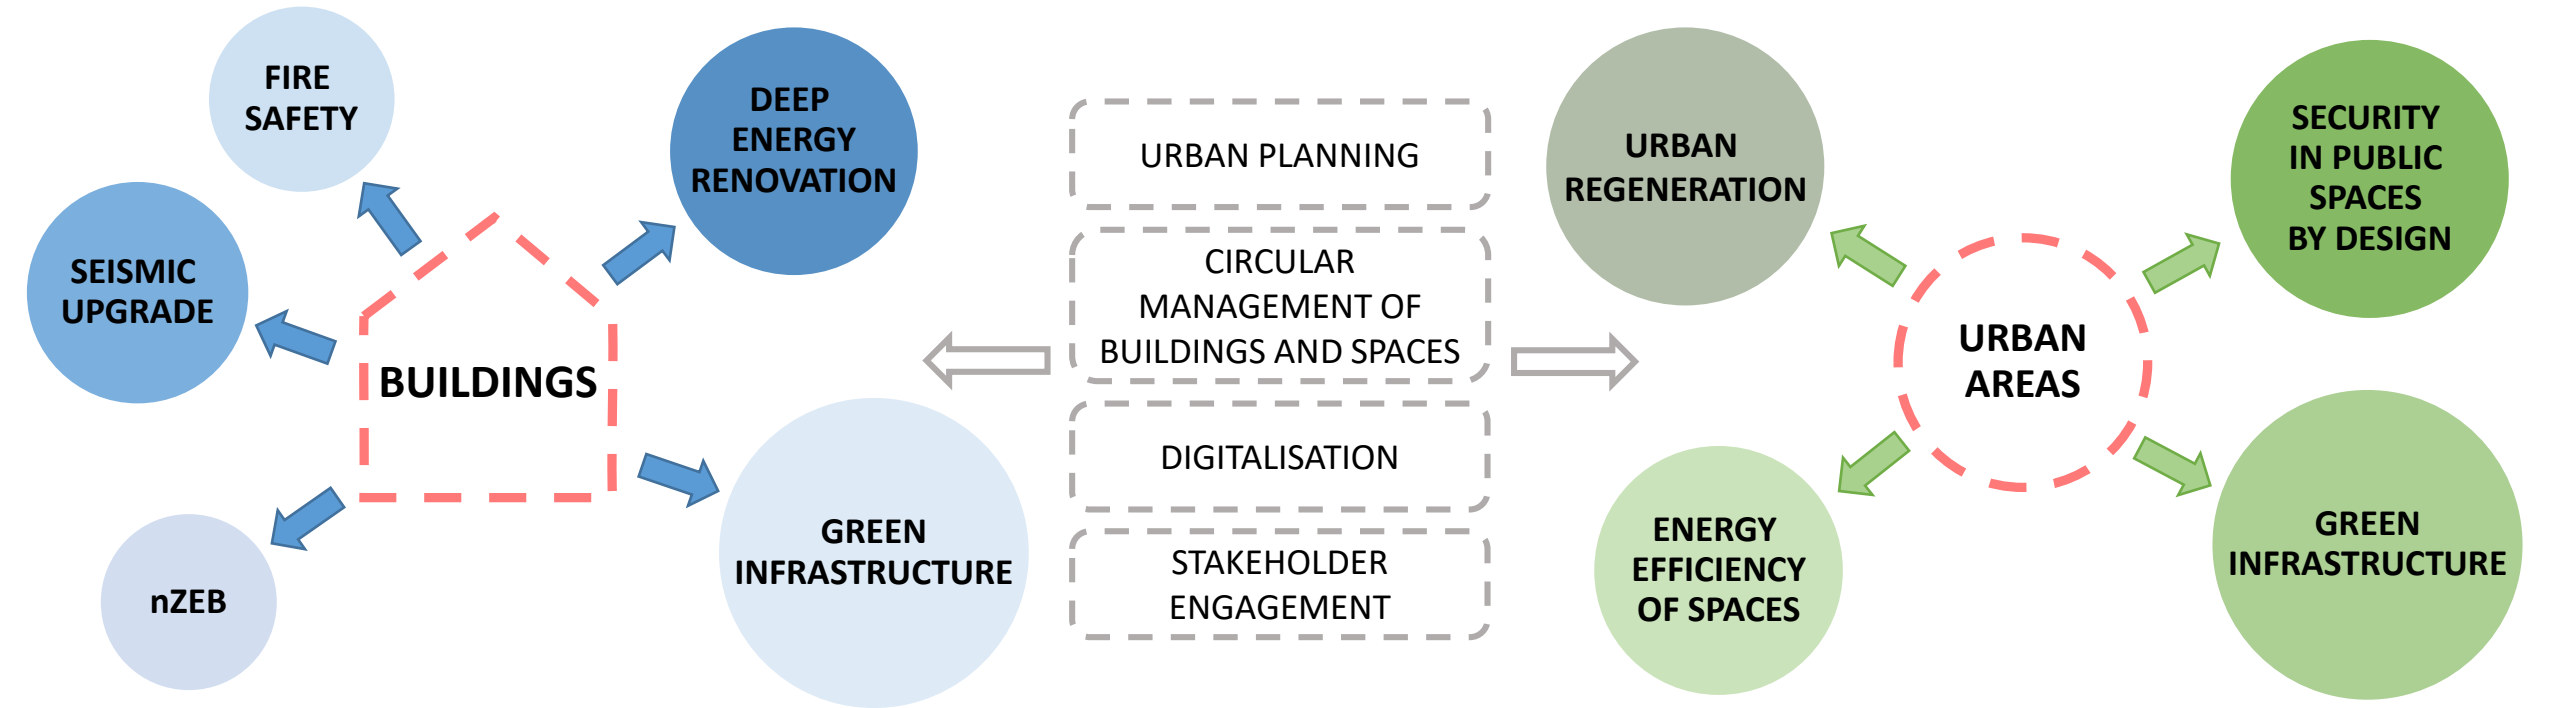 FIRE
SAFETY
DEEP
ENERGY
RENOVATION
SEISMIC
UPGRADE
BUILDINGS
nZEB
GREEN
INFRASTRUCTURE
URBAN PLANNING
CIRCULAR
MANAGEMENT OF
BUILDINGS AND SPACES
DIGITALISATION
STAKEHOLDER
ENGAGEMENT
URBAN
REGENERATION
SECURITY
IN PUBLIC
SPACES
BY DESIGN
URBAN
AREAS
ENERGY
EFFICIENCY
OF SPACES
GREEN
INFRASTRUCTURE